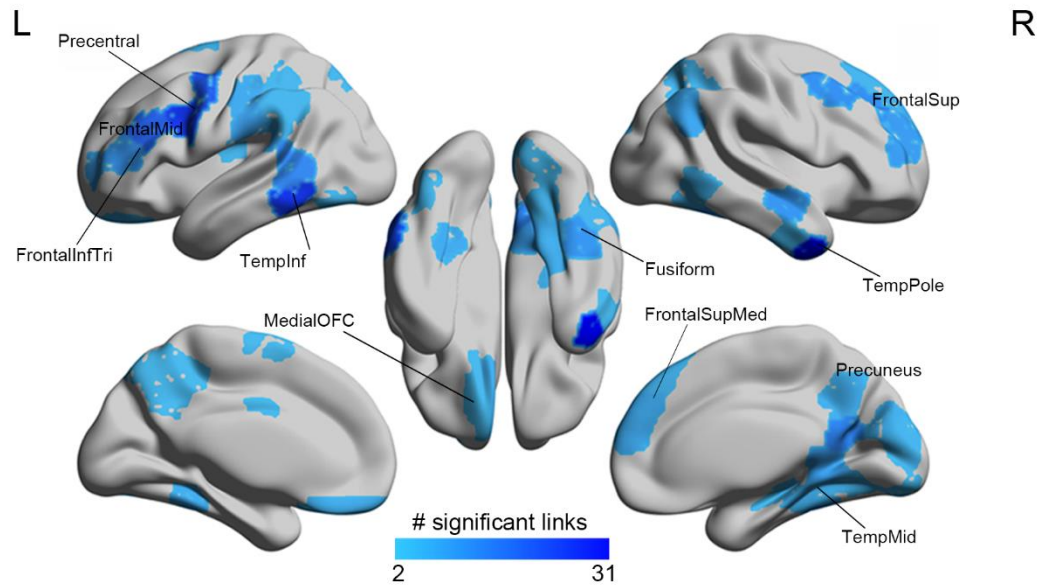 L
R
Precentral
FrontalMid
FrontalSup
FrontalInfTri
TempInf
Fusiform
TempPole
MedialOFC
FrontalSupMed
Precuneus
TempMid
# significant links
2
31